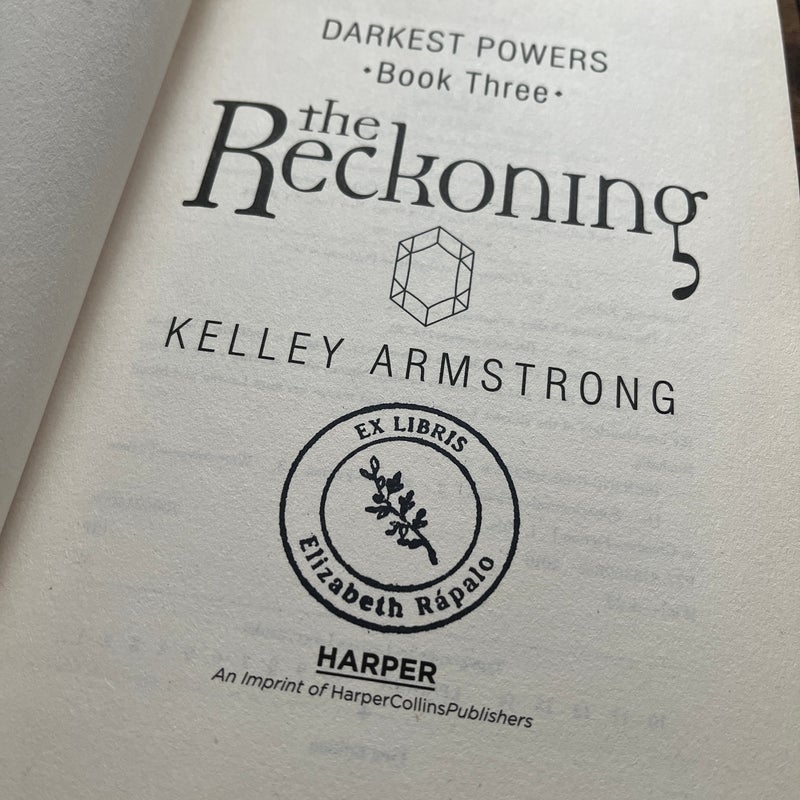 DARKEST POWERS
•Book Three•
the
Reckoning
KELLEY ARMSTRONG
EX LIBRIS
Elizabeth Rápalo
HARPER
An Imprint of HarperCollinsPublishers